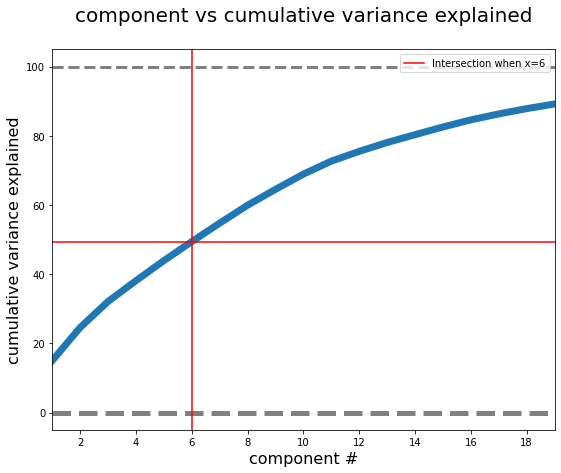 component vs cumulative variance explained
Intersection when x=6
cumulative variance explained
100
80
60
40
20
0
2 4 6 8 10 12 14 16 18
component #